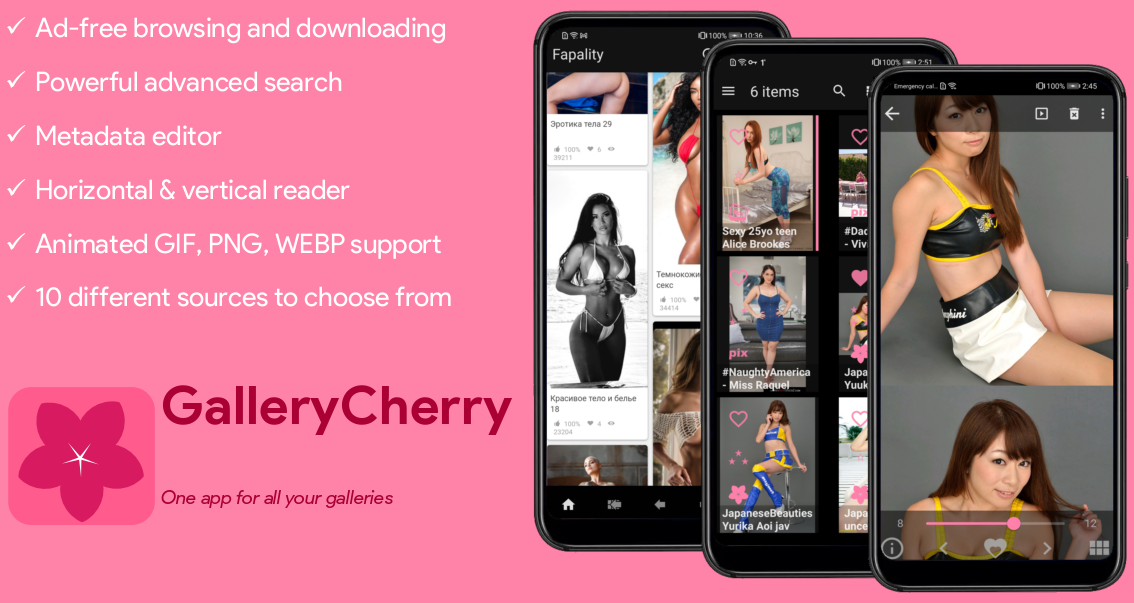 ✓ Ad-free browsing and downloading
✓ Powerful advanced search
✓ Metadata editor
✓ Horizontal & vertical reader
✓ Animated GIF, PNG, WEBP support
✓ 10 different sources to choose from
GalleryCherry
One app for all your galleries
100% 10:36
Fapality
Эротика тела 29
100% 6
39211
Темнокожие
секс
100%
34414
Красивое тело и белье
18
100% 4
23204
100% 2:51
6 items
Sexy 25yo teen
Alice Brookes
pix
#Dad
- Viv
pix
#NaughtyAmerica
- Miss Raquel
Japa
Yuuk
JapaneseBeauties
Yurika Aoi jav
Japa
unce
Emergency cal... 100% 2:45
8 12